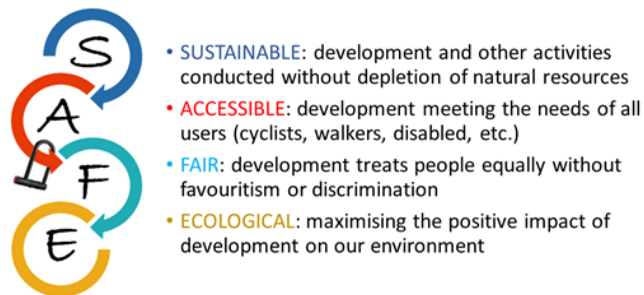 S
A
F
E
• SUSTAINABLE: development and other activities
conducted without depletion of natural resources
• ACCESSIBLE: development meeting the needs of all
users (cyclists, walkers, disabled, etc.)
• FAIR: development treats people equally without
favouritism or discrimination
• ECOLOGICAL: maximising the positive impact of
development on our environment